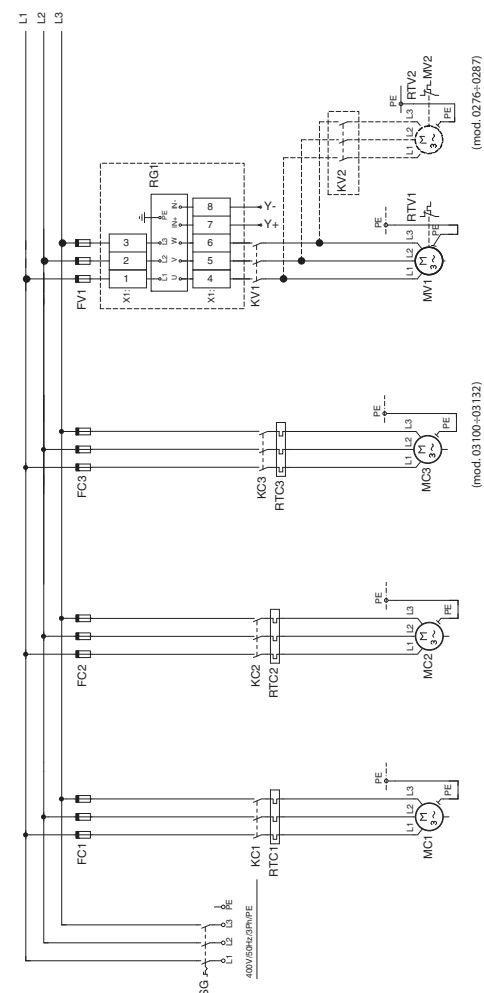 L1
L2
L3
SG
L1
L2
L3
PE
400V/50Hz/3Ph/PE
FC1
KC1
RTC1
L1
L2
L3
PE
PE
M
3 ~
MC1
FC2
KC2
RTC2
L1
L2
L3
PE
PE
M
3 ~
MC2
FC3
KC3
RTC3
L1
L2
L3
PE
PE
M
3 ~
MC3
(mod. 03100÷03132)
FV1
RG1
X1:
1
2
3
L1
L2
L3
PE
U
V
W
IN+
IN-
X1:
4
5
6
7
8
Y+
Y-
KV1
KV2
L1
L2
L3
PE
PE
RTV1
M
3 ~
MV1
L1
L2
L3
PE
PE
RTV2
M
3 ~
MV2
(mod. 0276÷0287)